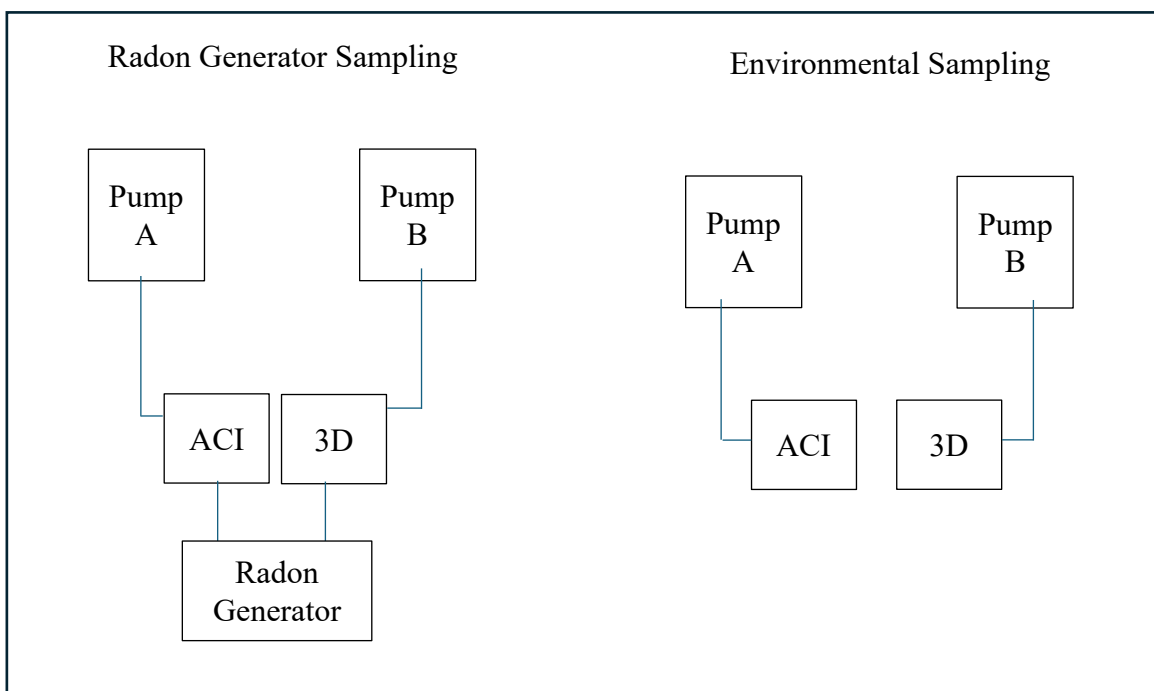 Radon Generator Sampling
Environmental Sampling
Pump
A
Pump
B
ACI
3D
Radon
Generator
Pump
A
Pump
B
ACI
3D